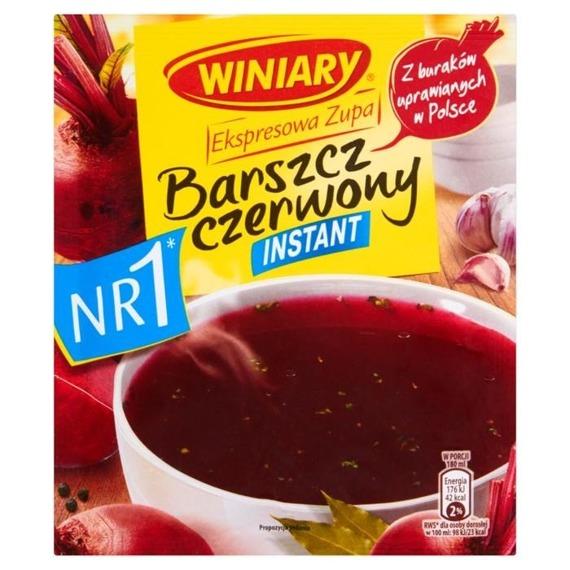 WINIARY®
Ekspresowa Zupa
Barszcz
czerwony
INSTANT
Z buraków
uprawianych
w Polsce
NR1*
W PORCJI
180 ml
Energia
176 kJ
42 kcal
2%
RWS* dla osoby dorosłej
w 100 ml: 98 kJ/23 kcal
Propozycja podania